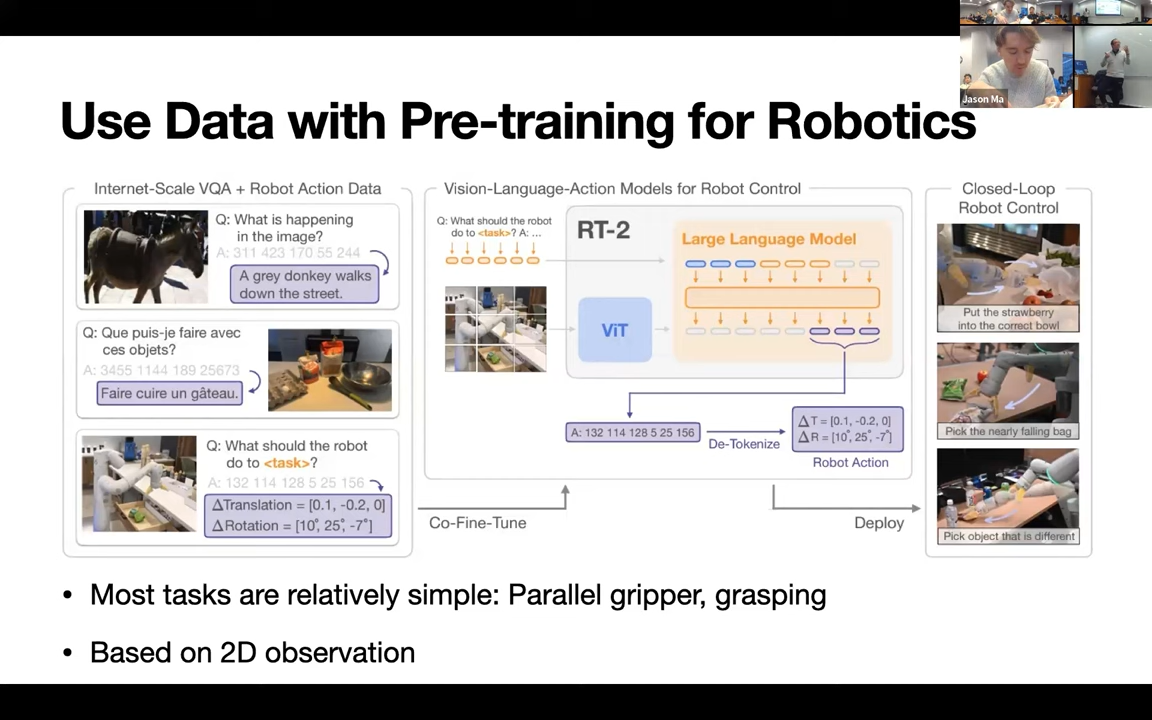 Jason Ma
Use Data with Pre-training for Robotics
Internet-Scale VQA + Robot Action Data
Q: What is happening
in the image?
A: 311 423 170 55 244
A grey donkey walks
down the street.
Q: Que puis-je faire avec
ces objets?
A: 3455 1144 189 25673
Faire cuire un gâteau.
Q: What should the robot
do to <task>?
A: 132 114 128 5 25 156
ΔTranslation = [0.1, -0.2, 0]
ΔRotation = [10°, 25°, -7°]
Co-Fine-Tune
Vision-Language-Action Models for Robot Control
Q: What should the robot
do to <task>? A: ...
RT-2
Large Language Model
ViT
A: 132 114 128 5 25 156
De-Tokenize
ΔT = [0.1, -0.2, 0]
ΔR = [10°, 25°, -7°]
Robot Action
Deploy
Closed-Loop
Robot Control
Put the strawberry
into the correct bowl
Pick the nearly falling bag
Pick object that is different
• Most tasks are relatively simple: Parallel gripper, grasping
• Based on 2D observation